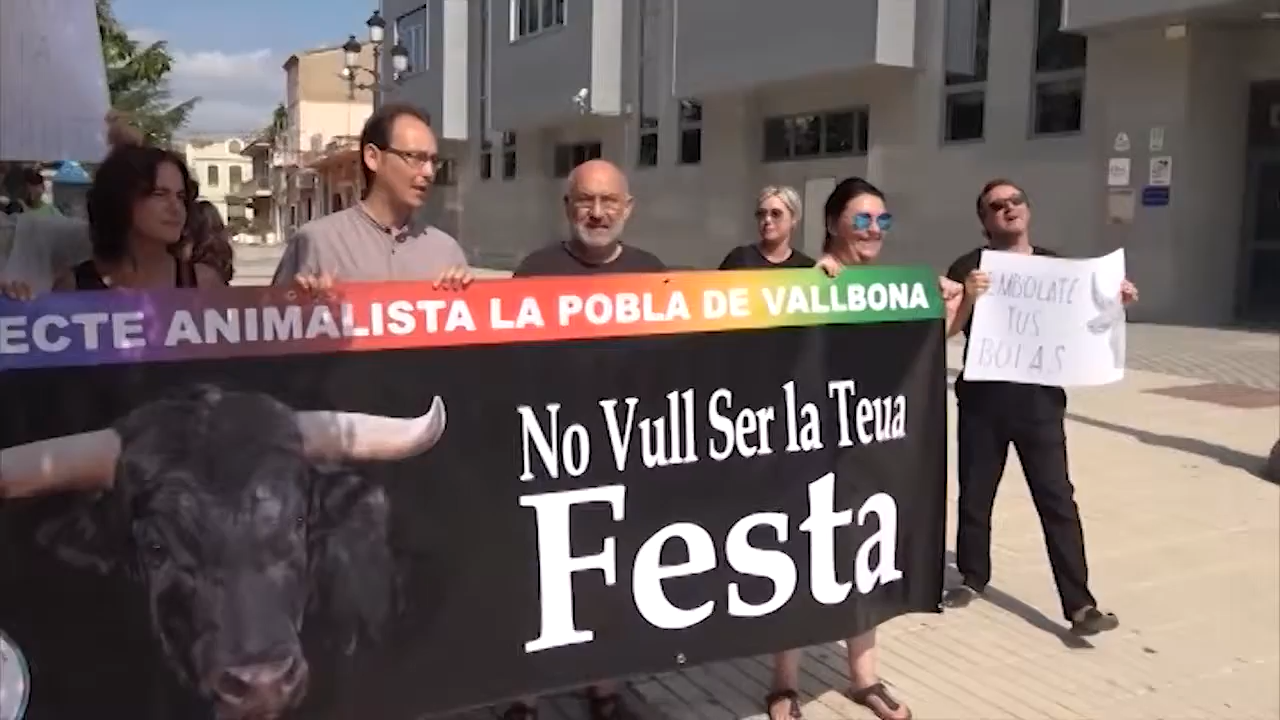 ECTE ANIMALISTA LA POBLA DE VALLBONA
No Vull Ser la Teua
Festa
EMBOLATE
TUS
BOLAS